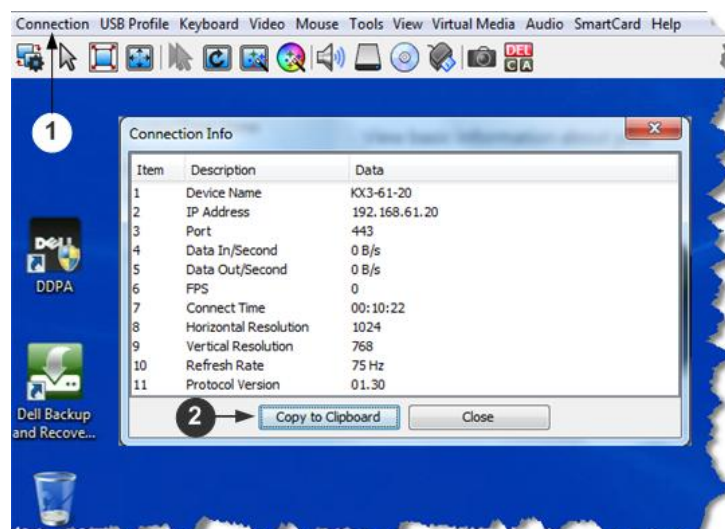 Connection USB Profile Keyboard Video Mouse Tools View Virtual Media Audio SmartCard Help
DEL
CA
1
Connection Info
Item Description Data
1 Device Name KX3-61-20
2 IP Address 192.168.61.20
3 Port 443
4 Data In/Second 0 B/s
5 Data Out/Second 0 B/s
6 FPS 0
7 Connect Time 00:10:22
8 Horizontal Resolution 1024
9 Vertical Resolution 768
10 Refresh Rate 75 Hz
11 Protocol Version 01.30
2 Copy to Clipboard Close
DELL
DDPA
Dell Backup
and Recove...